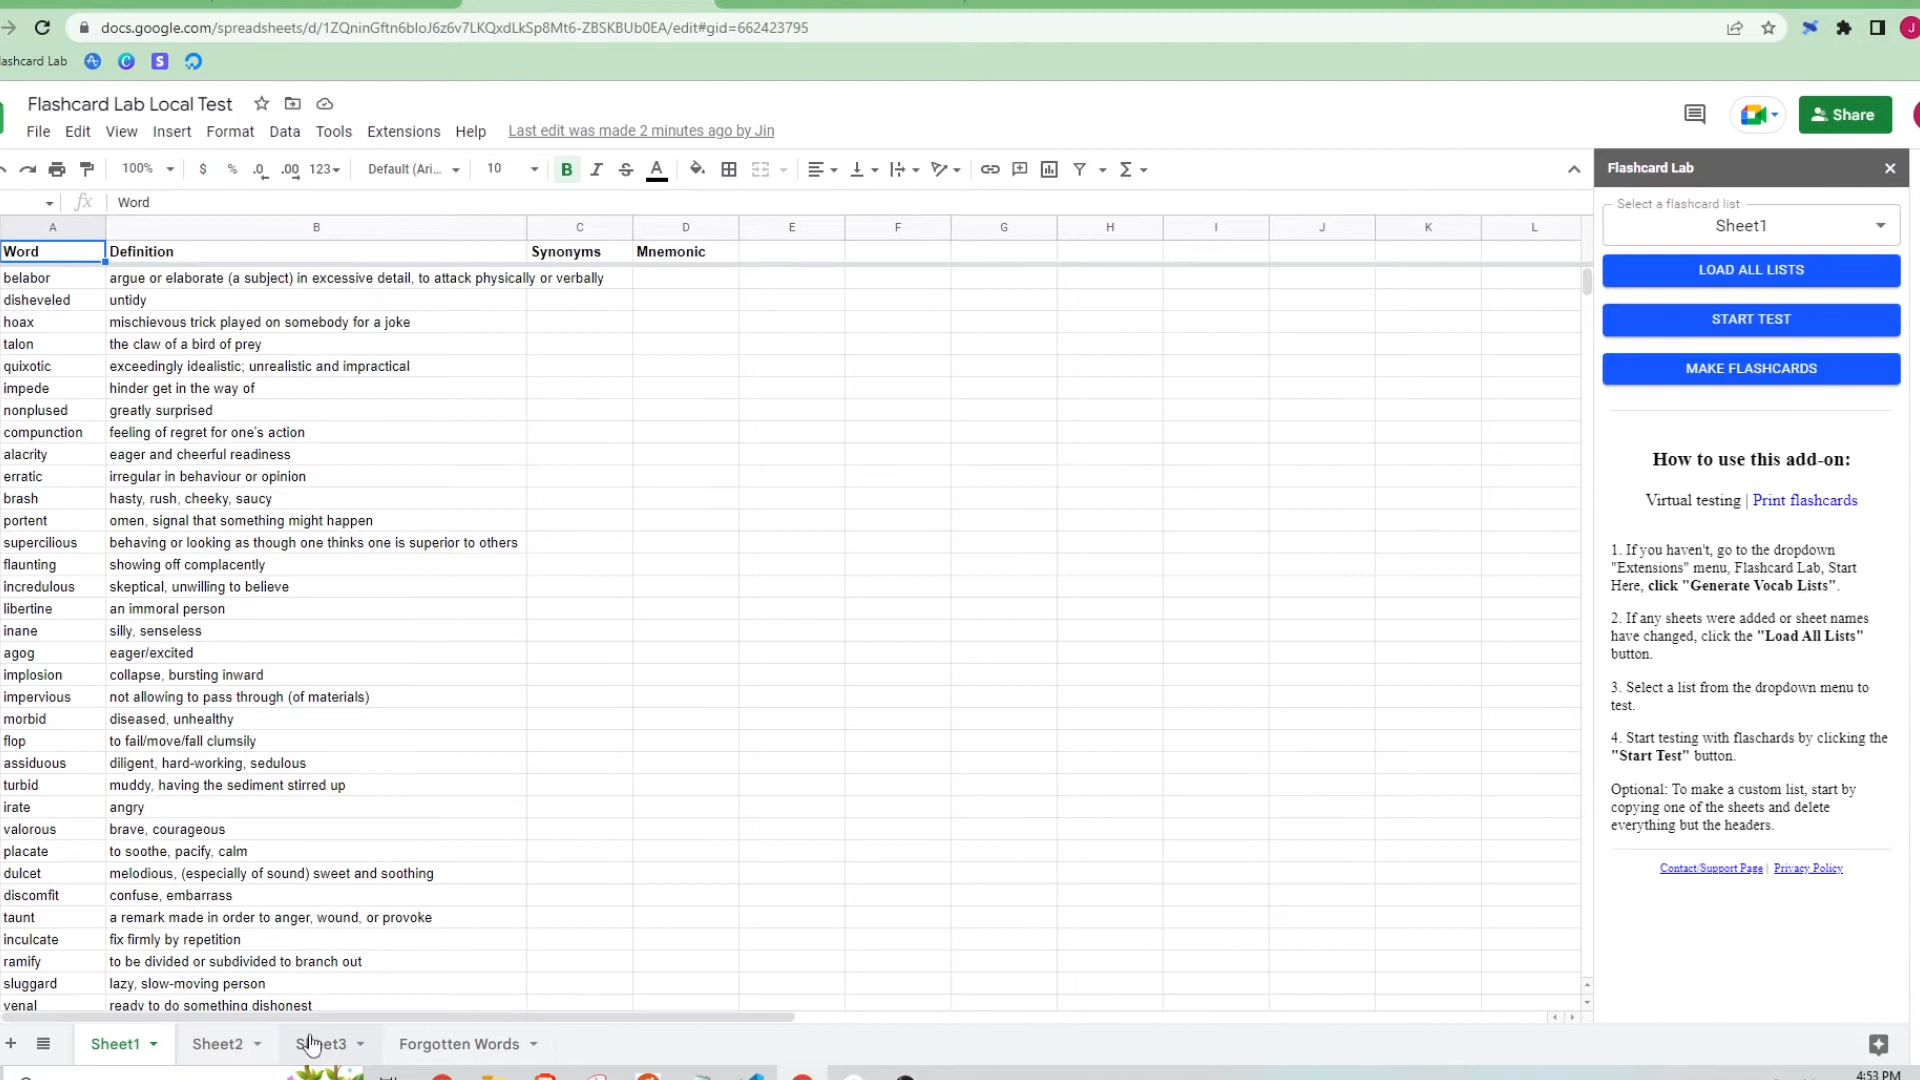 docs.google.com/spreadsheets/d/1ZQninGftn6bIoJ6z6v7LKQxdLkSp8Mt6-ZBSKBUb0EA/edit#gid=662423795
J
lashcard Lab
S
Flashcard Lab Local Test
File Edit View Insert Format Data Tools Extensions Help Last edit was made 2 minutes ago by Jin
Share
100% $ % .0 .00 123 Default (Ari... 10 B I S A Σ
fx Word
A B C D E F G H I J K L
Word Definition Synonyms Mnemonic
belabor argue or elaborate (a subject) in excessive detail, to attack physically or verbally
disheveled untidy
hoax mischievous trick played on somebody for a joke
talon the claw of a bird of prey
quixotic exceedingly idealistic; unrealistic and impractical
impede hinder get in the way of
nonplused greatly surprised
compunction feeling of regret for one's action
alacrity eager and cheerful readiness
erratic irregular in behaviour or opinion
brash hasty, rush, cheeky, saucy
portent omen, signal that something might happen
supercilious behaving or looking as though one thinks one is superior to others
flaunting showing off complacently
incredulous skeptical, unwilling to believe
libertine an immoral person
inane silly, senseless
agog eager/excited
implosion collapse, bursting inward
impervious not allowing to pass through (of materials)
morbid diseased, unhealthy
flop to fail/move/fall clumsily
assiduous diligent, hard-working, sedulous
turbid muddy, having the sediment stirred up
irate angry
valorous brave, courageous
placate to soothe, pacify, calm
dulcet melodious, (especially of sound) sweet and soothing
discomfit confuse, embarrass
taunt a remark made in order to anger, wound, or provoke
inculcate fix firmly by repetition
ramify to be divided or subdivided to branch out
sluggard lazy, slow-moving person
venal ready to do something dishonest
Sheet1 Sheet2 Sheet3 Forgotten Words
Flashcard Lab
Select a flashcard list
Sheet1
LOAD ALL LISTS
START TEST
MAKE FLASHCARDS
How to use this add-on:
Virtual testing | Print flashcards
1. If you haven't, go to the dropdown
"Extensions" menu, Flashcard Lab, Start
Here, click "Generate Vocab Lists".
2. If any sheets were added or sheet names
have changed, click the "Load All Lists"
button.
3. Select a list from the dropdown menu to
test.
4. Start testing with flaschards by clicking the
"Start Test" button.
Optional: To make a custom list, start by
copying one of the sheets and delete
everything but the headers.
Contact/Support Page | Privacy Policy
4:53 PM